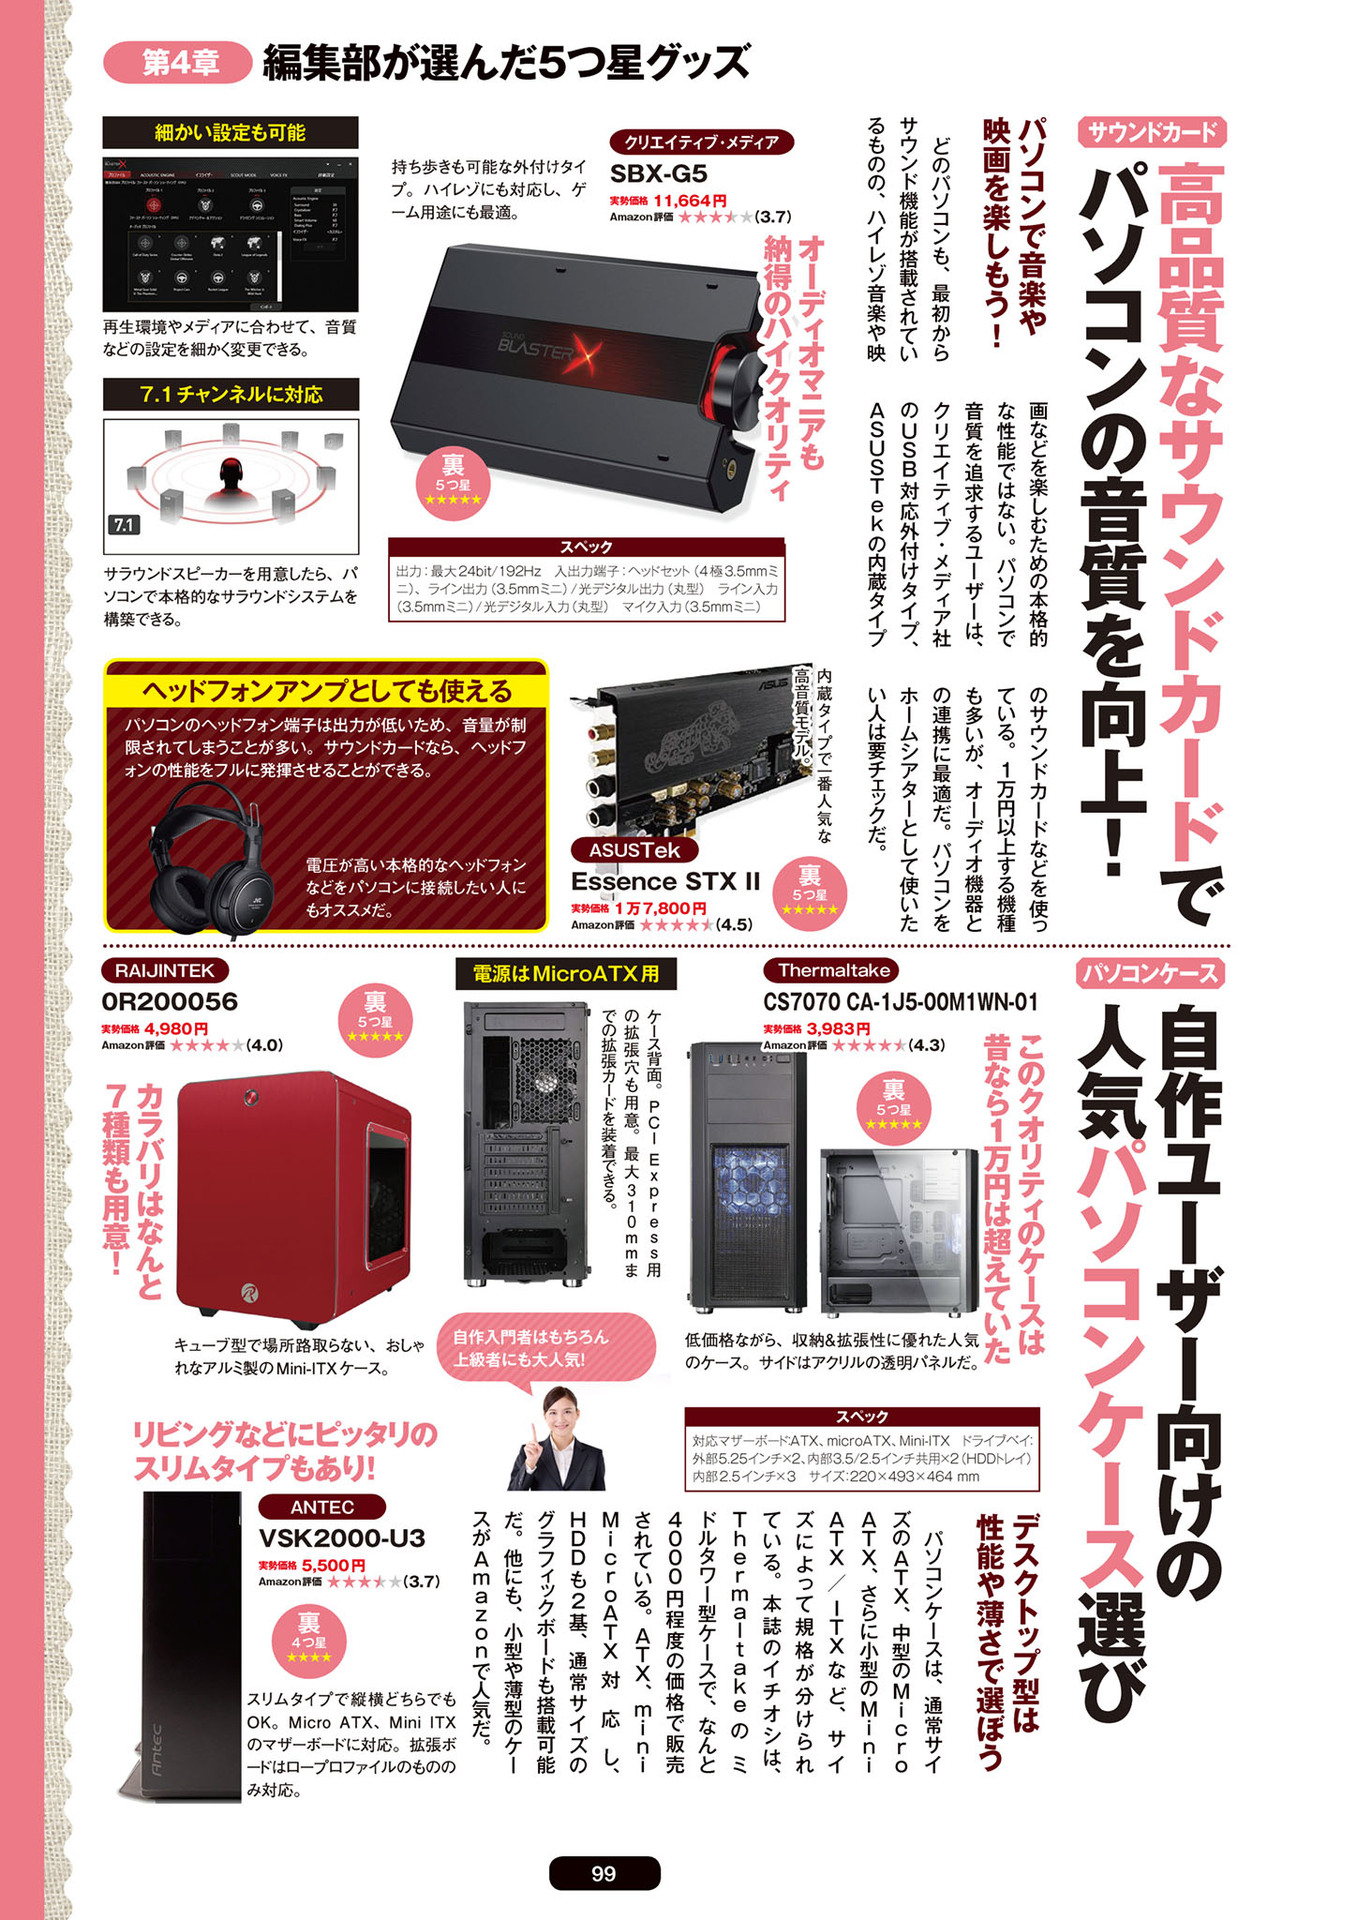 第4章 編集部が選んだ5つ星グッズ
サウンドカード
高品質なサウンドカードで
パソコンの音質を向上！
パソコンで音楽や
映画を楽しもう！
どのパソコンも、最初から
サウンド機能が搭載されてい
るものの、ハイレゾ音楽や映
画などを楽しむための本格的
な性能ではない。パソコンで
音質を追求するユーザーは、
クリエイティブ・メディア社
のUSB対応外付けタイプ、
ASUSTekの内蔵タイプ
のサウンドカードなどを使っ
ている。1万円以上する機種
も多いが、オーディオ機器と
の連携に最適だ。パソコンを
ホームシアターとして使いた
い人は要チェックだ。
クリエイティブ・メディア
SBX-G5
実勢価格 11,664円
Amazon評価 ★★★★★(3.7)
持ち歩きも可能な外付けタイ
プ。ハイレゾにも対応し、ゲ
ーム用途にも最適。
オーディオマニアも
納得のハイクオリティ
SOUND
BLASTERX
裏
5つ星
★★★★★
スペック
出力：最大24bit/192Hz　入出力端子：ヘッドセット（4極3.5mmミ
ニ）、ライン出力（3.5mmミニ）/光デジタル出力（丸型）　ライン入力
（3.5mmミニ）/光デジタル入力（丸型）　マイク入力（3.5mmミニ）
細かい設定も可能
再生環境やメディアに合わせて、音質
などの設定を細かく変更できる。
7.1チャンネルに対応
7.1
サラウンドスピーカーを用意したら、パ
ソコンで本格的なサラウンドシステムを
構築できる。
ヘッドフォンアンプとしても使える
パソコンのヘッドフォン端子は出力が低いため、音量が制
限されてしまうことが多い。サウンドカードなら、ヘッドフ
ォンの性能をフルに発揮させることができる。
電圧が高い本格的なヘッドフォン
などをパソコンに接続したい人に
もオススメだ。
JVC
ASUS
内蔵タイプで一番人気な
高音質モデル。
ASUSTek
Essence STX II
実勢価格 1万7,800円
Amazon評価 ★★★★★(4.5)
裏
5つ星
★★★★★
パソコンケース
自作ユーザー向けの
人気パソコンケース選び
Thermaltake
CS7070 CA-1J5-00M1WN-01
実勢価格 3,983円
Amazon評価 ★★★★★(4.3)
このクオリティのケースは
昔なら1万円は超えていた
裏
5つ星
★★★★★
低価格ながら、収納&拡張性に優れた人気
のケース。サイドはアクリルの透明パネルだ。
スペック
対応マザーボード:ATX、microATX、Mini-ITX　ドライブベイ:
外部5.25インチ×2、内部3.5/2.5インチ共用×2（HDDトレイ）
内部2.5インチ×3　サイズ:220×493×464 mm
電源はMicroATX用
ケース背面。PCI Express用
の拡張穴も用意。最大310mmま
での拡張カードを装着できる。
RAIJINTEK
0R200056
実勢価格 4,980円
Amazon評価 ★★★★★(4.0)
裏
5つ星
★★★★★
カラバリはなんと
7種類も用意！
キューブ型で場所路取らない、おしゃ
れなアルミ製のMini-ITXケース。
自作入門者はもちろん
上級者にも大人気!
リビングなどにピッタリの
スリムタイプもあり!
ANTEC
VSK2000-U3
実勢価格 5,500円
Amazon評価 ★★★★★(3.7)
裏
4つ星
★★★★
Antec
スリムタイプで縦横どちらでも
OK。Micro ATX、Mini ITX
のマザーボードに対応。拡張ボ
ードはロープロファイルのものの
み対応。
デスクトップ型は
性能や薄さで選ぼう
パソコンケースは、通常サイ
ズのATX、中型のMicro
ATX、さらに小型のMini
ATX／ITXなど、サイ
ズによって規格が分けられ
ている。本誌のイチオシは、
Thermaltakeのミ
ドルタワー型ケースで、なんと
4000円程度の価格で販売
されている。ATX、mini
MicroATX対応し、
HDDも2基、通常サイズの
グラフィックボードも搭載可能
だ。他にも、小型や薄型のケー
スがAmazonで人気だ。
99